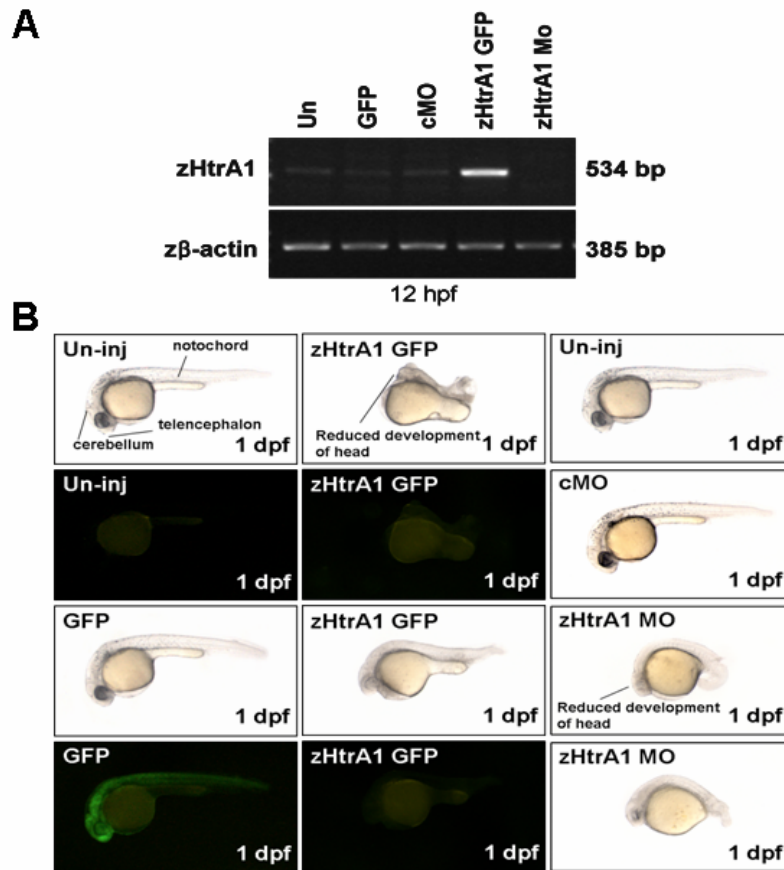 A
Un
GFP
cMO
zHtrA1 GFP
zHtrA1 Mo
zHtrA1
534 bp
zβ-actin
385 bp
12 hpf
B
Un-inj
notochord
telencephalon
cerebellum
1 dpf
zHtrA1 GFP
Reduced development
of head
1 dpf
Un-inj
1 dpf
Un-inj
1 dpf
zHtrA1 GFP
1 dpf
cMO
1 dpf
GFP
1 dpf
zHtrA1 GFP
1 dpf
zHtrA1 MO
Reduced development
of head
1 dpf
GFP
1 dpf
zHtrA1 GFP
1 dpf
zHtrA1 MO
1 dpf